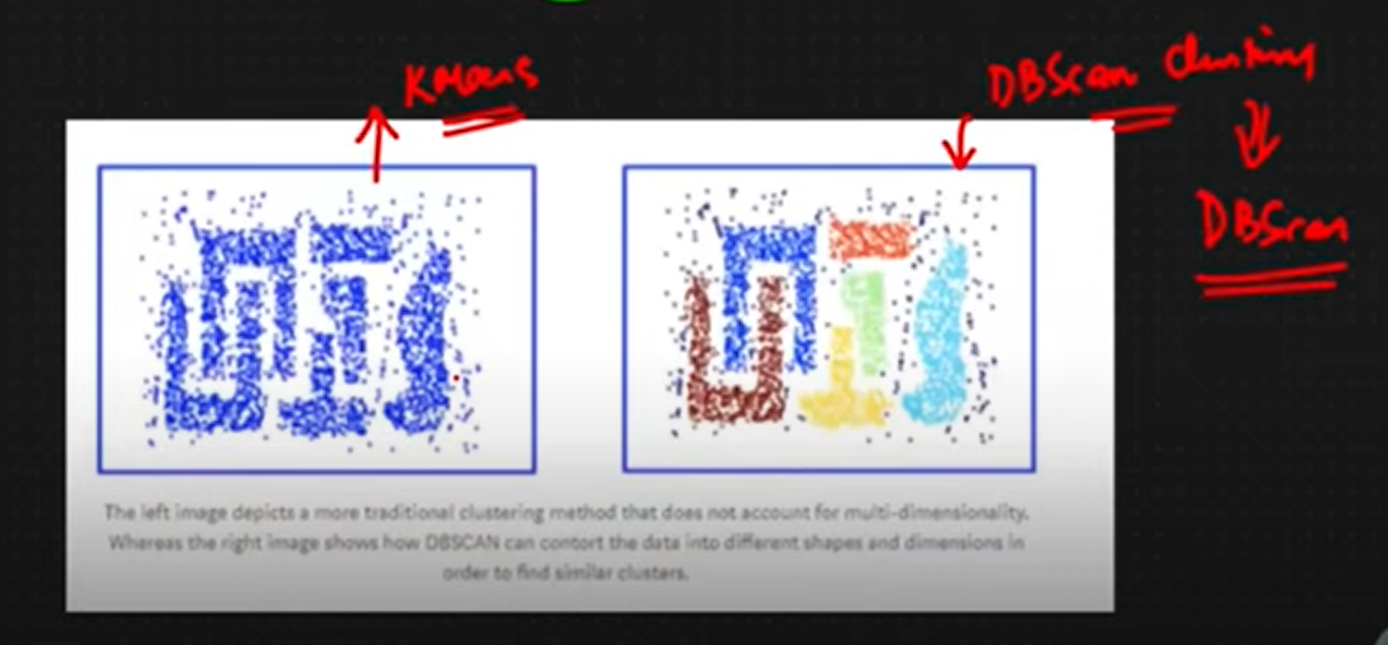 KMeans
DBScan clustering
DBScan
The left image depicts a more traditional clustering method that does not account for multi-dimensionality.
Whereas the right image shows how DBSCAN can contort the data into different shapes and dimensions in
order to find similar clusters.